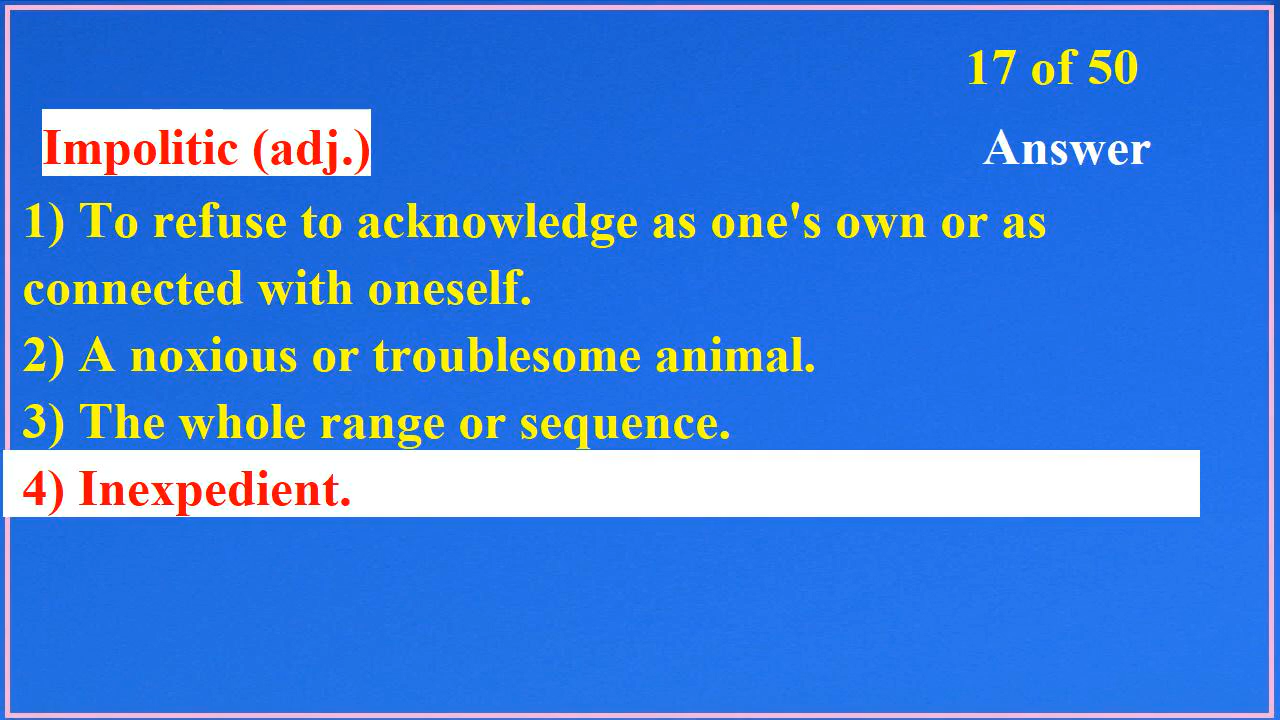 17 of 50
Impolitic (adj.)
Answer
1) To refuse to acknowledge as one's own or as
connected with oneself.
2) A noxious or troublesome animal.
3) The whole range or sequence.
4) Inexpedient.